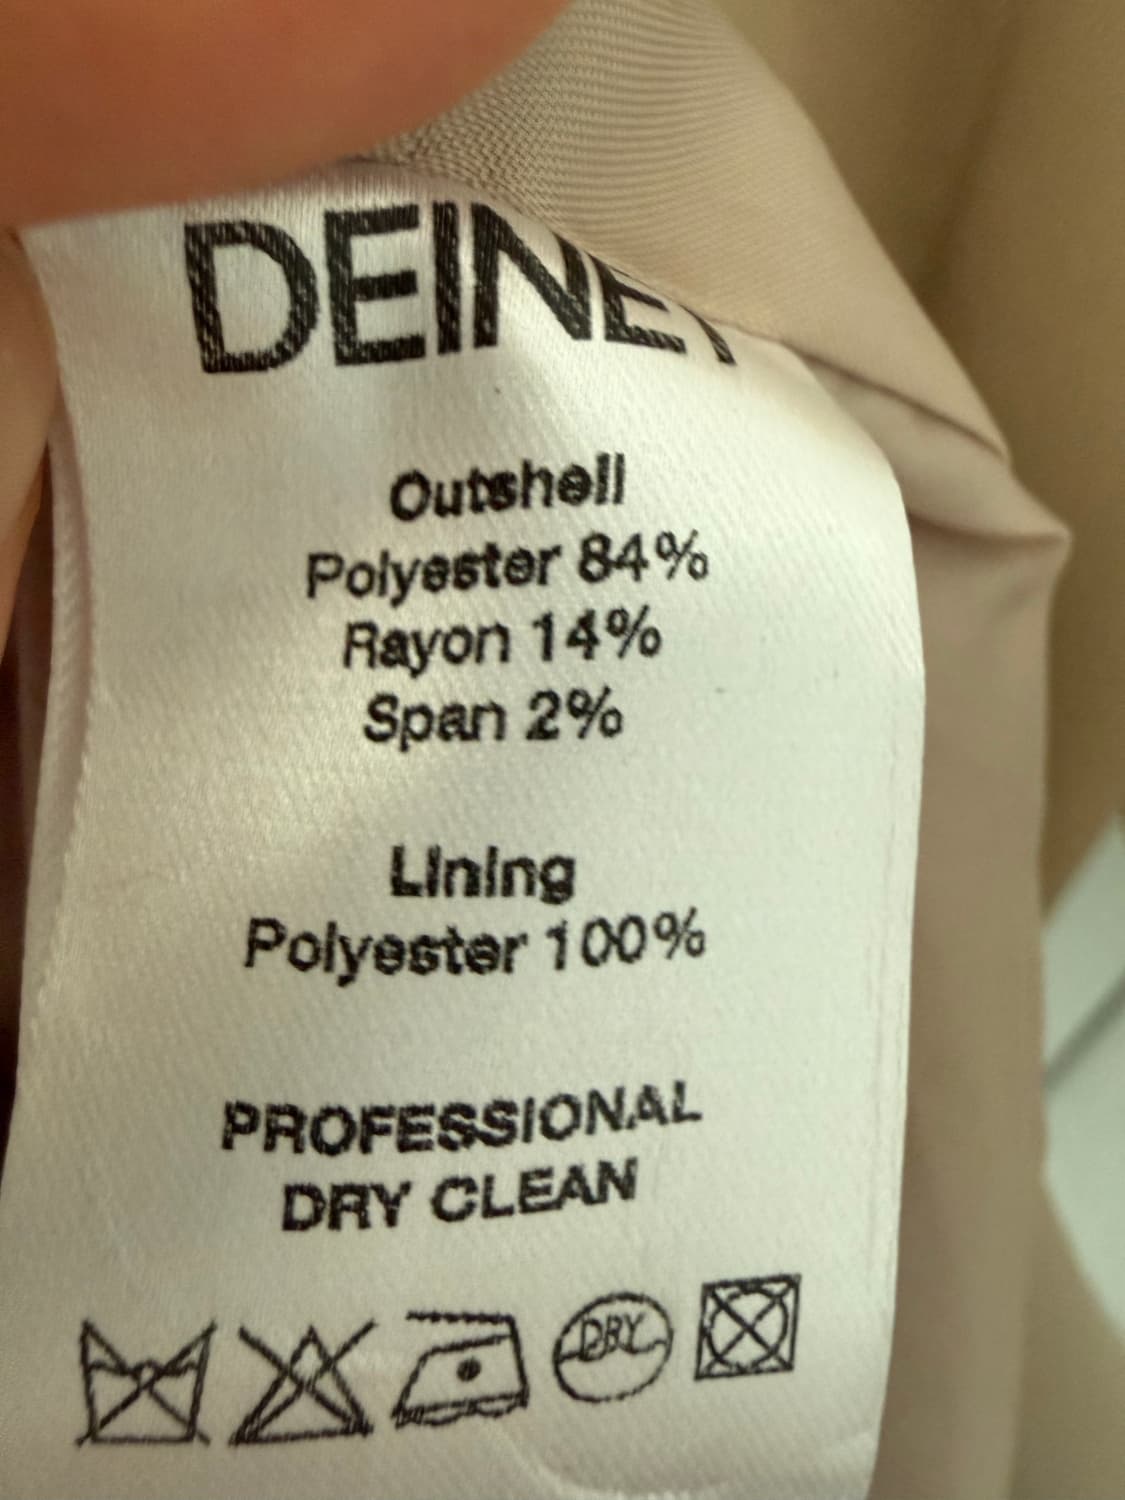 Outshell
Polyester 84%
Rayon 14%
Span 2%
Lining
Polyester 100%
PROFESSIONAL
DRY CLEAN
DRY